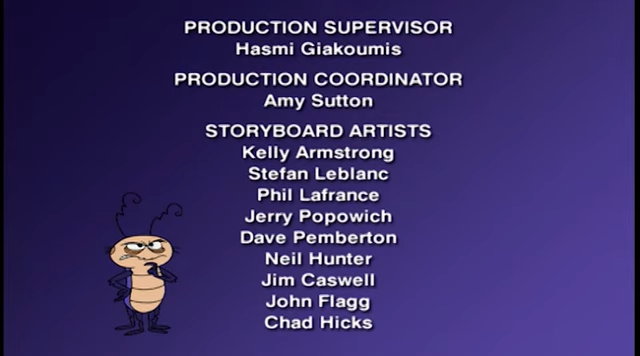 PRODUCTION SUPERVISOR
Hasmi Giakoumis
PRODUCTION COORDINATOR
Amy Sutton
STORYBOARD ARTISTS
Kelly Armstrong
Stefan Leblanc
Phil Lafrance
Jerry Popowich
Dave Pemberton
Neil Hunter
Jim Caswell
John Flagg
Chad Hicks